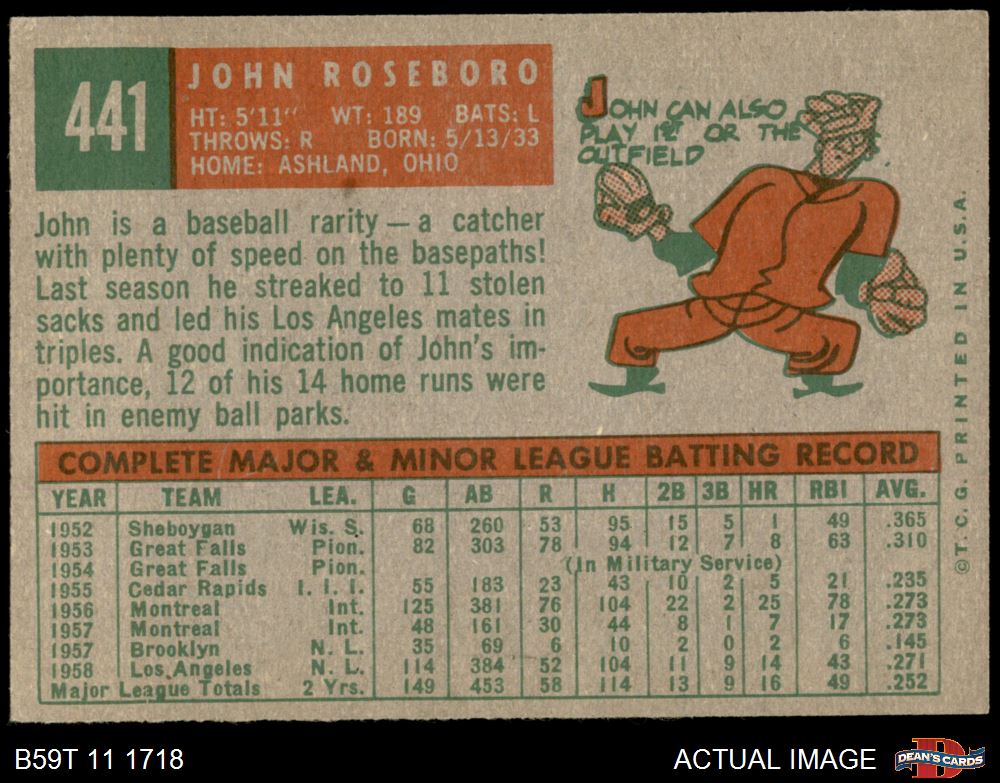 441
JOHN ROSEBORO
HT: 5'11" WT: 189 BATS: L
THROWS: R BORN: 5/13/33
HOME: ASHLAND, OHIO
JOHN CAN ALSO
PLAY 1ST OR THE
OUTFIELD
John is a baseball rarity — a catcher
with plenty of speed on the basepaths!
Last season he streaked to 11 stolen
sacks and led his Los Angeles mates in
triples. A good indication of John's im-
portance, 12 of his 14 home runs were
hit in enemy ball parks.
COMPLETE MAJOR & MINOR LEAGUE BATTING RECORD
YEAR TEAM LEA. G AB R H 2B 3B HR RBI AVG.
1952 Sheboygan Wis. S. 68 260 53 95 15 5 1 49 .365
1953 Great Falls Pion. 82 303 78 94 12 7 8 63 .310
1954 Great Falls Pion. (In Military Service)
1955 Cedar Rapids I. I. I. 55 183 23 43 10 2 5 21 .235
1956 Montreal Int. 125 381 76 104 22 2 25 78 .273
1957 Montreal Int. 48 161 30 44 8 1 7 17 .273
1957 Brooklyn N. L. 35 69 6 10 2 0 2 6 .145
1958 Los Angeles N. L. 114 384 52 104 11 9 14 43 .271
Major League Totals 2 Yrs. 149 453 58 114 13 9 16 49 .252
© T. C. G. PRINTED IN U.S.A.
B59T 11 1718
ACTUAL IMAGE
DEAN'S CARDS